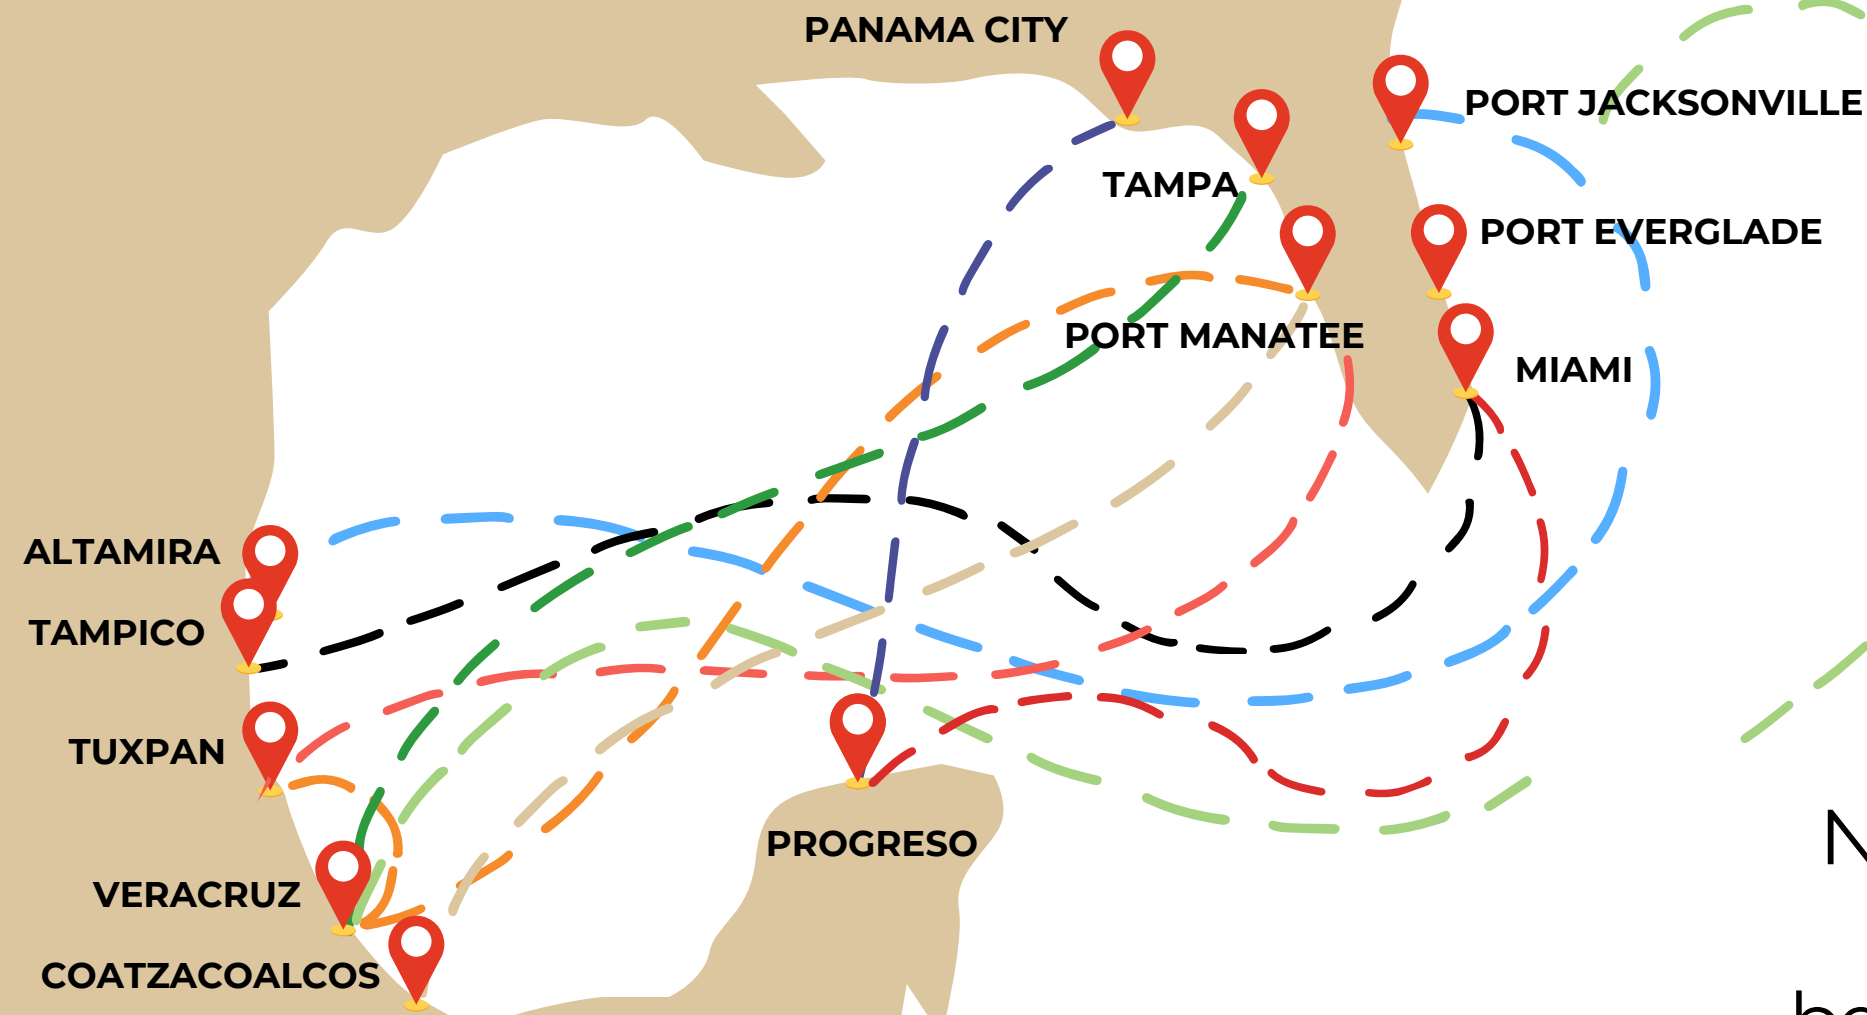 PANAMA CITY
PORT JACKSONVILLE
TAMPA
PORT EVERGLADE
PORT MANATEE
MIAMI
ALTAMIRA
TAMPICO
TUXPAN
PROGRESO
VERACRUZ
COATZACOALCOS